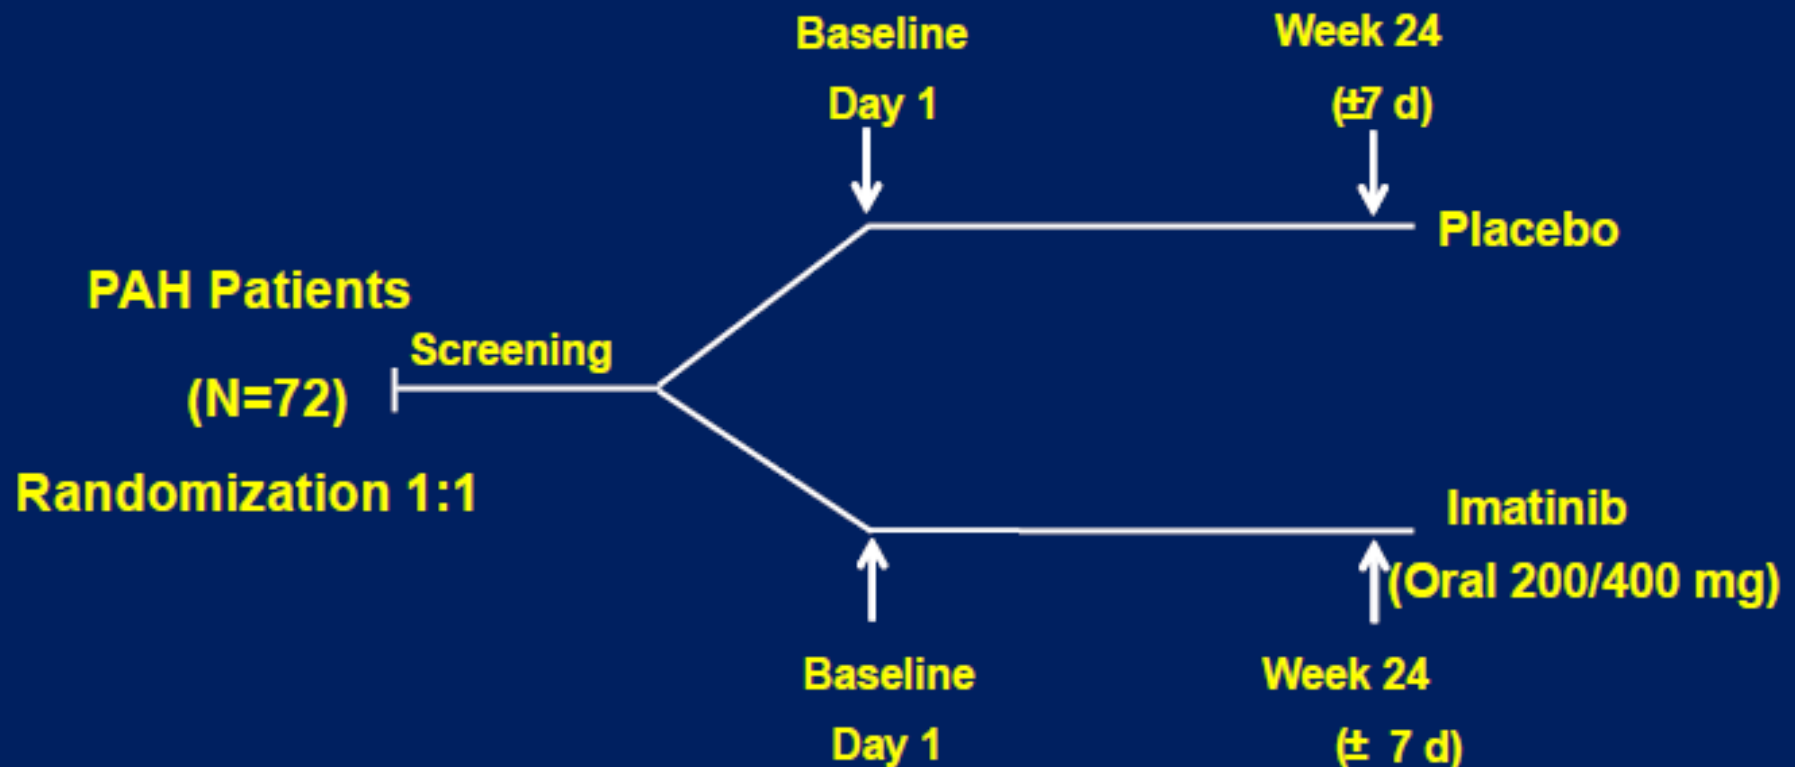 Baseline
Day 1
Week 24
(±7 d)
Placebo
PAH Patients
(N=72)
Randomization 1:1
Screening
Imatinib
(Oral 200/400 mg)
Baseline
Day 1
Week 24
(± 7 d)